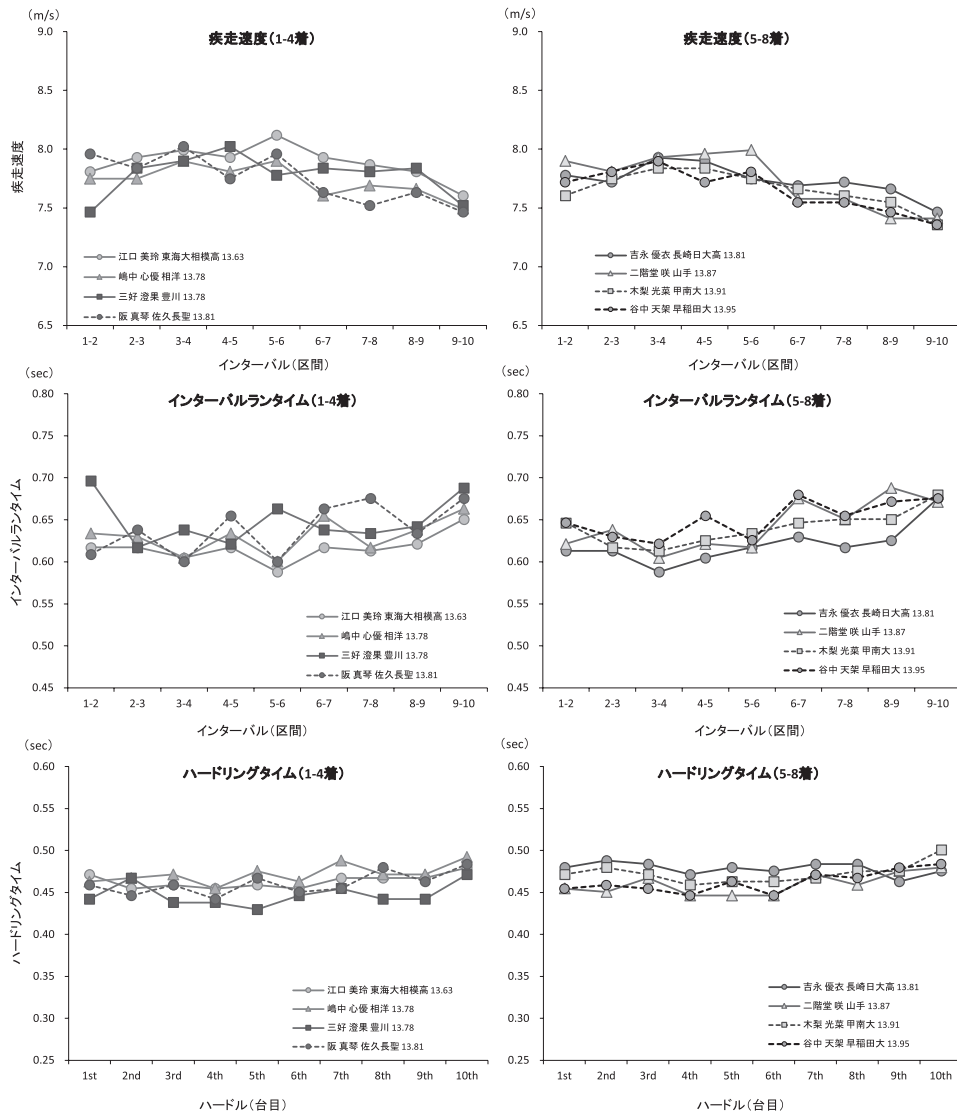 (m/s)
疾走速度(1-4着)
9.0
8.5
8.0
7.5
7.0
6.5
疾走速度
江口 美玲 東海大相模高 13.63
嶋中 心優 相洋 13.78
三好 澄果 豊川 13.78
阪 真琴 佐久長聖 13.81
1-2 2-3 3-4 4-5 5-6 6-7 7-8 8-9 9-10
インターバル(区間)
(m/s)
疾走速度(5-8着)
9.0
8.5
8.0
7.5
7.0
6.5
吉永 優衣 長崎日大高 13.81
二階堂 咲 山手 13.87
木梨 光菜 甲南大 13.91
谷中 天架 早稲田大 13.95
1-2 2-3 3-4 4-5 5-6 6-7 7-8 8-9 9-10
インターバル(区間)
(sec)
インターバルランタイム(1-4着)
0.80
0.75
0.70
0.65
0.60
0.55
0.50
0.45
インターバルランタイム
江口 美玲 東海大相模高 13.63
嶋中 心優 相洋 13.78
三好 澄果 豊川 13.78
阪 真琴 佐久長聖 13.81
1-2 2-3 3-4 4-5 5-6 6-7 7-8 8-9 9-10
インターバル(区間)
(sec)
インターバルランタイム(5-8着)
0.80
0.75
0.70
0.65
0.60
0.55
0.50
0.45
吉永 優衣 長崎日大高 13.81
二階堂 咲 山手 13.87
木梨 光菜 甲南大 13.91
谷中 天架 早稲田大 13.95
1-2 2-3 3-4 4-5 5-6 6-7 7-8 8-9 9-10
インターバル(区間)
(sec)
ハードリングタイム(1-4着)
0.60
0.55
0.50
0.45
0.40
0.35
0.30
0.25
ハードリングタイム
江口 美玲 東海大相模高 13.63
嶋中 心優 相洋 13.78
三好 澄果 豊川 13.78
阪 真琴 佐久長聖 13.81
1st 2nd 3rd 4th 5th 6th 7th 8th 9th 10th
ハードル(台目)
(sec)
ハードリングタイム(5-8着)
0.60
0.55
0.50
0.45
0.40
0.35
0.30
0.25
吉永 優衣 長崎日大高 13.81
二階堂 咲 山手 13.87
木梨 光菜 甲南大 13.91
谷中 天架 早稲田大 13.95
1st 2nd 3rd 4th 5th 6th 7th 8th 9th 10th
ハードル(台目)